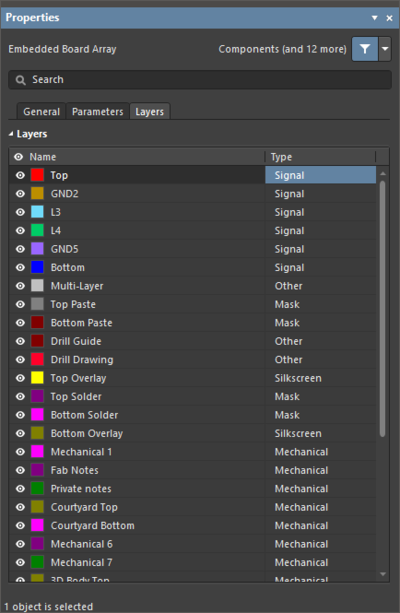 Properties
Embedded Board Array Components (and 12 more)
Search
General Parameters Layers
Layers
Name Type
Top Signal
GND2 Signal
L3 Signal
L4 Signal
GND5 Signal
Bottom Signal
Multi-Layer Other
Top Paste Mask
Bottom Paste Mask
Drill Guide Other
Drill Drawing Other
Top Overlay Silkscreen
Top Solder Mask
Bottom Solder Mask
Bottom Overlay Silkscreen
Mechanical 1 Mechanical
Fab Notes Mechanical
Private notes Mechanical
Courtyard Top Mechanical
Courtyard Bottom Mechanical
Mechanical 6 Mechanical
Mechanical 7 Mechanical
3D Body Top Mechanical
1 object is selected